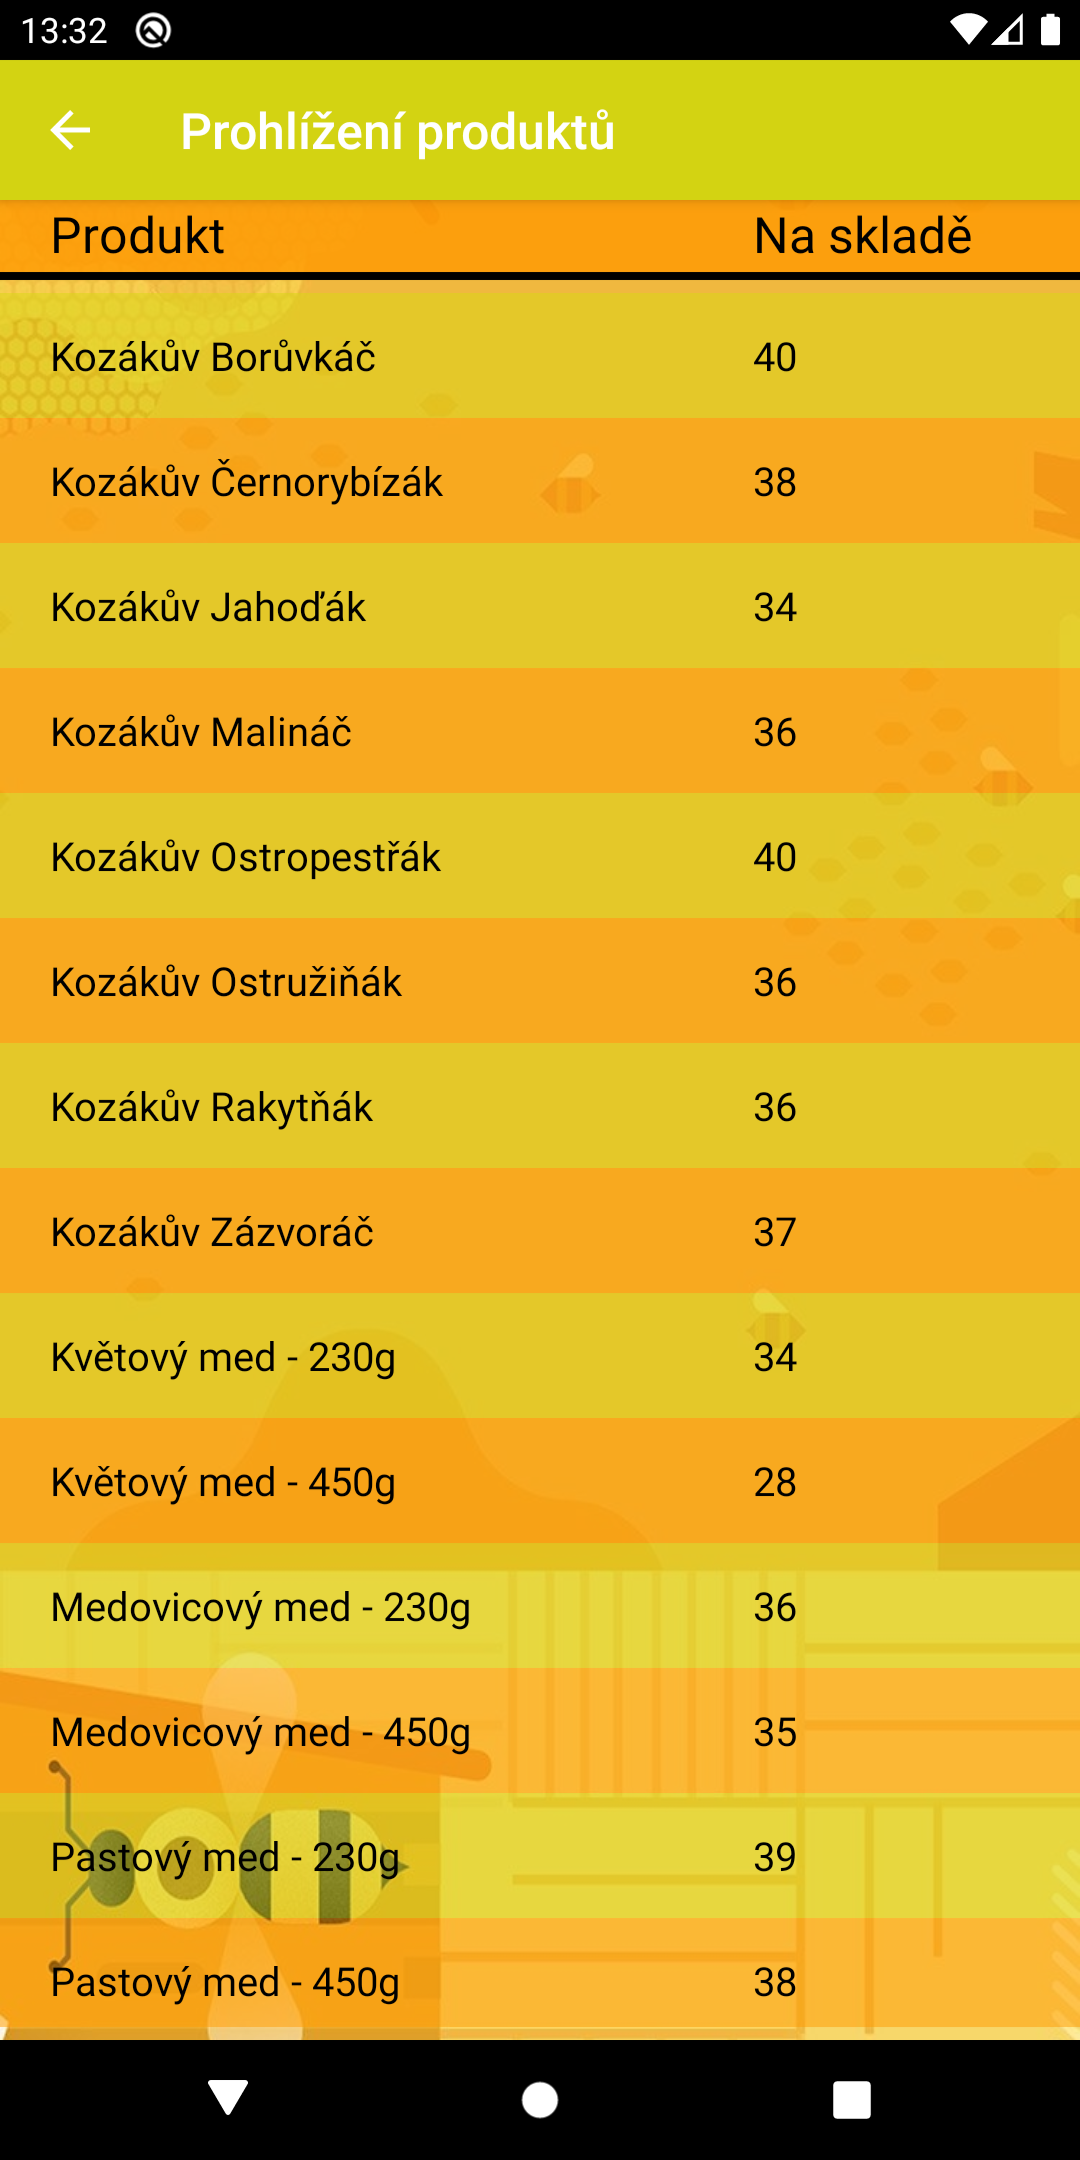 13:32
Prohlížení produktů
Produkt Na skladě
Kozákův Borůvkáč 40
Kozákův Černorybízák 38
Kozákův Jahoďák 34
Kozákův Malináč 36
Kozákův Ostropestřák 40
Kozákův Ostružiňák 36
Kozákův Rakytňák 36
Kozákův Zázvoráč 37
Květový med - 230g 34
Květový med - 450g 28
Medovicový med - 230g 36
Medovicový med - 450g 35
Pastový med - 230g 39
Pastový med - 450g 38